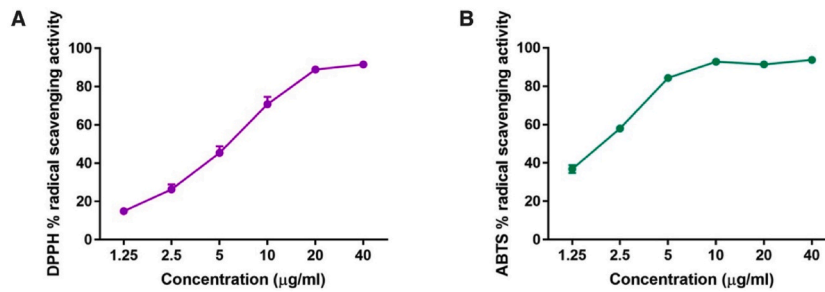 A
DPPH % radical scavenging activity
100
80
60
40
20
0
1.25 2.5 5 10 20 40
Concentration (μg/ml)
B
ABTS % radical scavenging activity
100
80
60
40
20
0
1.25 2.5 5 10 20 40
Concentration (μg/ml)